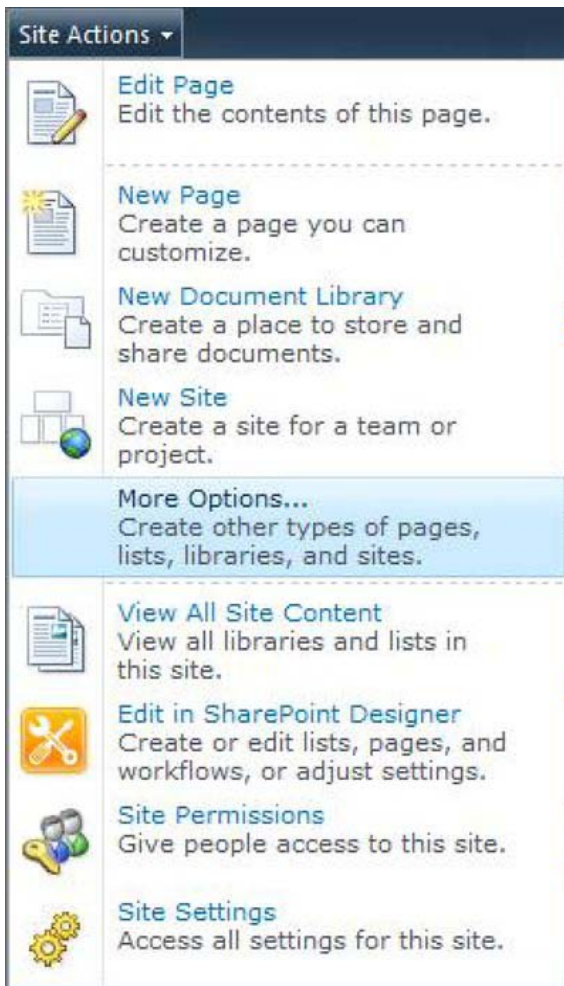 Site Actions
Edit Page
Edit the contents of this page.
New Page
Create a page you can
customize.
New Document Library
Create a place to store and
share documents.
New Site
Create a site for a team or
project.
More Options...
Create other types of pages,
lists, libraries, and sites.
View All Site Content
View all libraries and lists in
this site.
Edit in SharePoint Designer
Create or edit lists, pages, and
workflows, or adjust settings.
Site Permissions
Give people access to this site.
Site Settings
Access all settings for this site.